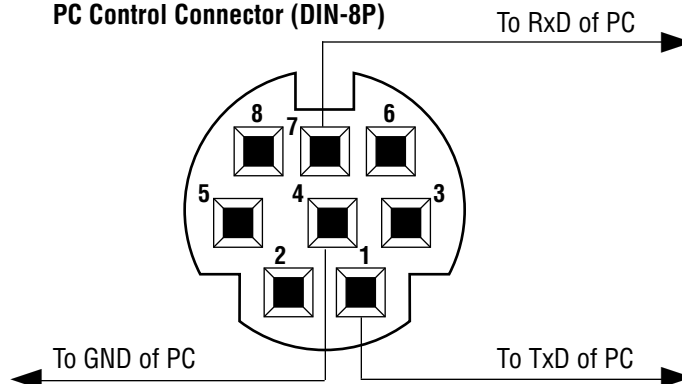 PC Control Connector (DIN-8P)
To RxD of PC
8 7 6
5 4 3
2 1
To GND of PC
To TxD of PC